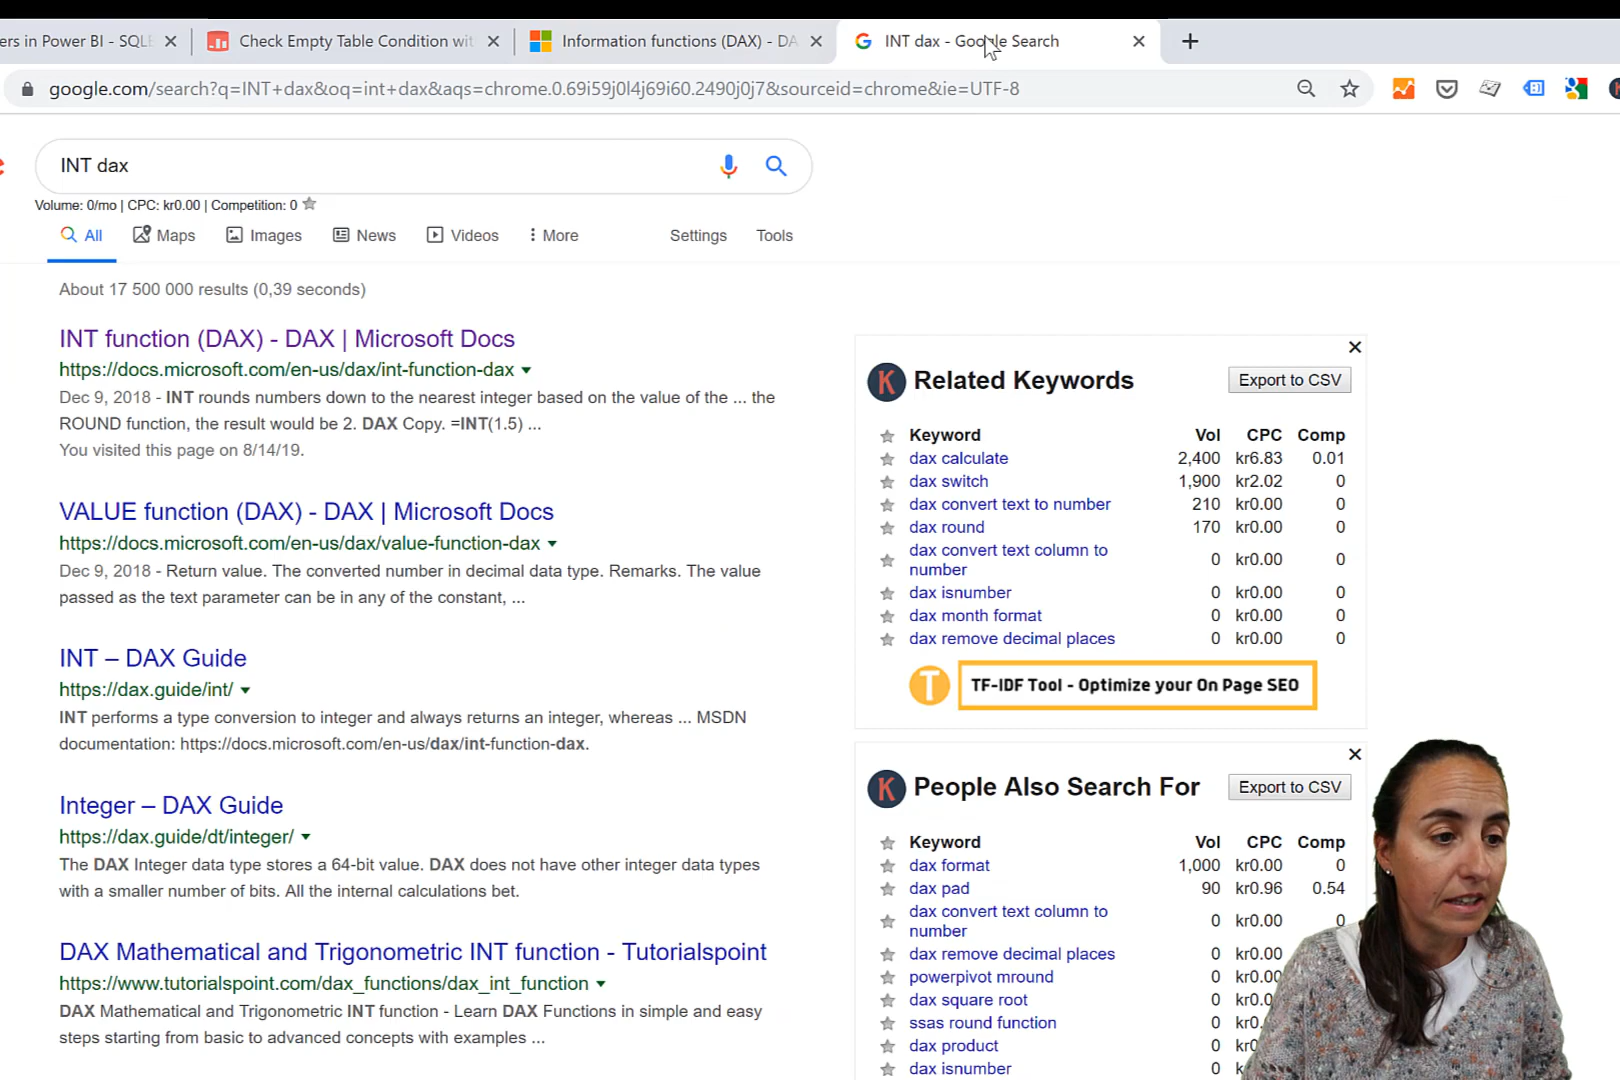 ers in Power BI - SQLB
Check Empty Table Condition wit
Information functions (DAX) - DA
INT dax - Google Search
google.com/search?q=INT+dax&oq=int+dax&aqs=chrome.0.69i59j0l4j69i60.2490j0j7&sourceid=chrome&ie=UTF-8
INT dax
Volume: 0/mo | CPC: kr0.00 | Competition: 0
All Maps Images News Videos More Settings Tools
About 17 500 000 results (0,39 seconds)
INT function (DAX) - DAX | Microsoft Docs
https://docs.microsoft.com/en-us/dax/int-function-dax
Dec 9, 2018 - INT rounds numbers down to the nearest integer based on the value of the ... the
ROUND function, the result would be 2. DAX Copy. =INT(1.5) ...
You visited this page on 8/14/19.
VALUE function (DAX) - DAX | Microsoft Docs
https://docs.microsoft.com/en-us/dax/value-function-dax
Dec 9, 2018 - Return value. The converted number in decimal data type. Remarks. The value
passed as the text parameter can be in any of the constant, ...
INT – DAX Guide
https://dax.guide/int/
INT performs a type conversion to integer and always returns an integer, whereas ... MSDN
documentation: https://docs.microsoft.com/en-us/dax/int-function-dax.
Integer – DAX Guide
https://dax.guide/dt/integer/
The DAX Integer data type stores a 64-bit value. DAX does not have other integer data types
with a smaller number of bits. All the internal calculations bet.
DAX Mathematical and Trigonometric INT function - Tutorialspoint
https://www.tutorialspoint.com/dax_functions/dax_int_function
DAX Mathematical and Trigonometric INT function - Learn DAX Functions in simple and easy
steps starting from basic to advanced concepts with examples ...
K Related Keywords Export to CSV
Keyword Vol CPC Comp
dax calculate 2,400 kr6.83 0.01
dax switch 1,900 kr2.02 0
dax convert text to number 210 kr0.00 0
dax round 170 kr0.00 0
dax convert text column to
number 0 kr0.00 0
dax isnumber 0 kr0.00 0
dax month format 0 kr0.00 0
dax remove decimal places 0 kr0.00 0
T TF-IDF Tool - Optimize your On Page SEO
K People Also Search For Export to CSV
Keyword Vol CPC Comp
dax format 1,000 kr0.00 0
dax pad 90 kr0.96 0.54
dax convert text column to
number 0 kr0.00 0
dax remove decimal places 0 kr0.00
powerpivot mround 0 kr0.00
dax square root 0 kr0.00
ssas round function 0 kr0.
dax product 0 kr0
dax isnumber 0 k